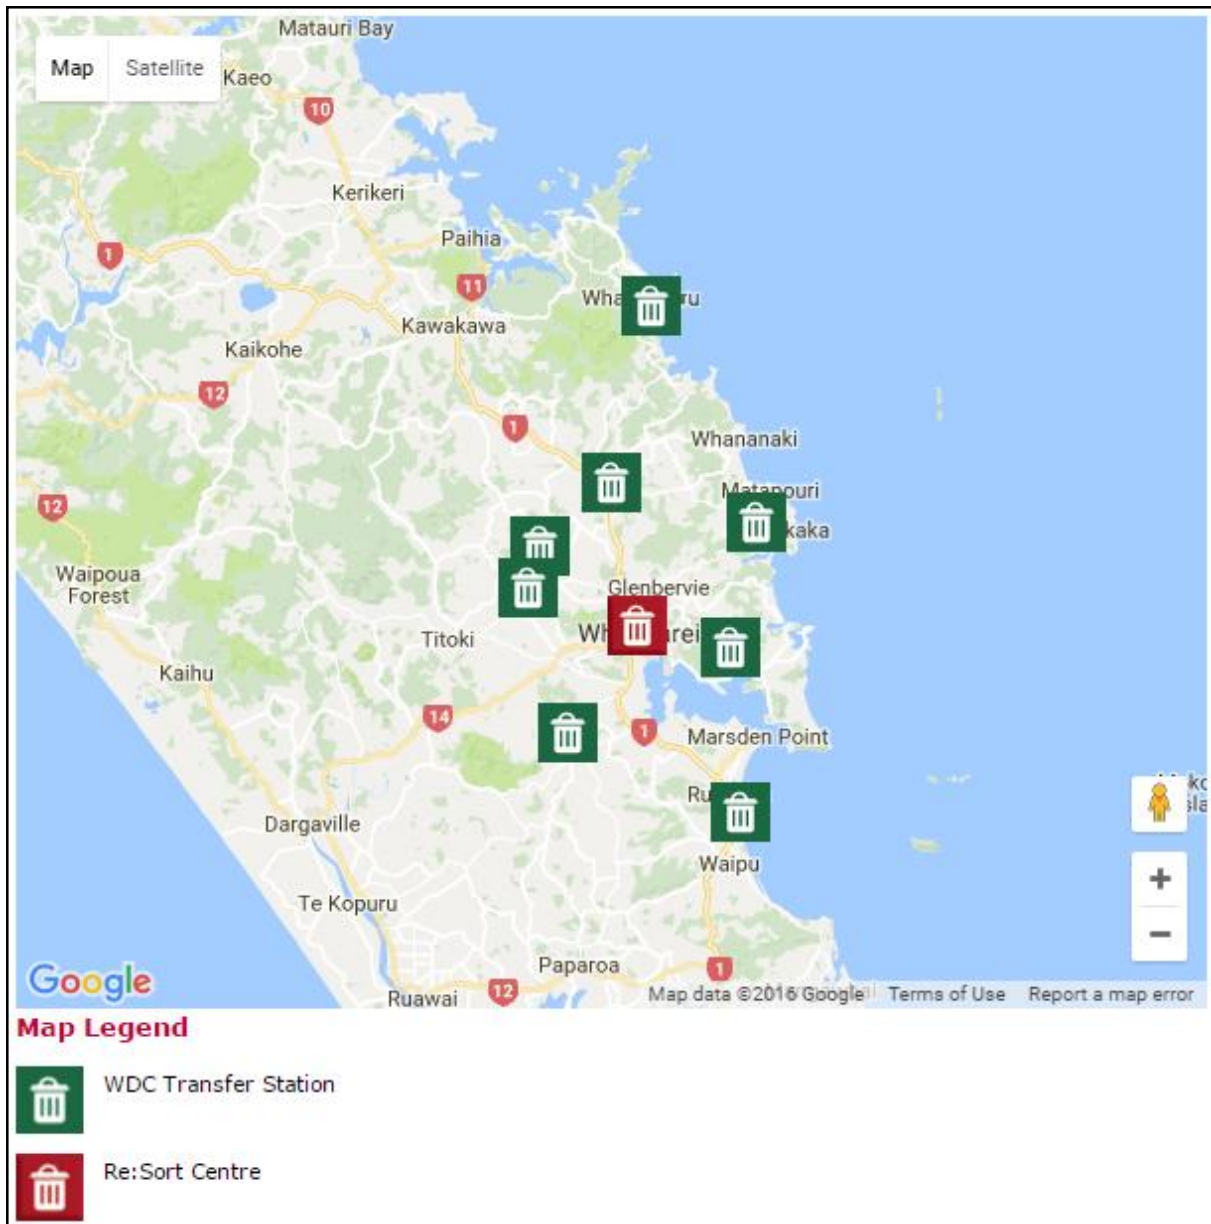 Matauri Bay
Map
Satellite
Kaeo
10
Kerikeri
1
Paihia
11
Kawakawa
Kaikohe
12
1
Whananaki
12
Matapouri
Waipoua
Forest
Glenbervie
Titoki
Kaihu
14
1
Marsden Point
Dargaville
Waipu
Te Kopuru
Paparoa
1
Google
Ruawai
12
Map data ©2016 Google
Terms of Use
Report a map error
Map Legend
WDC Transfer Station
Re:Sort Centre